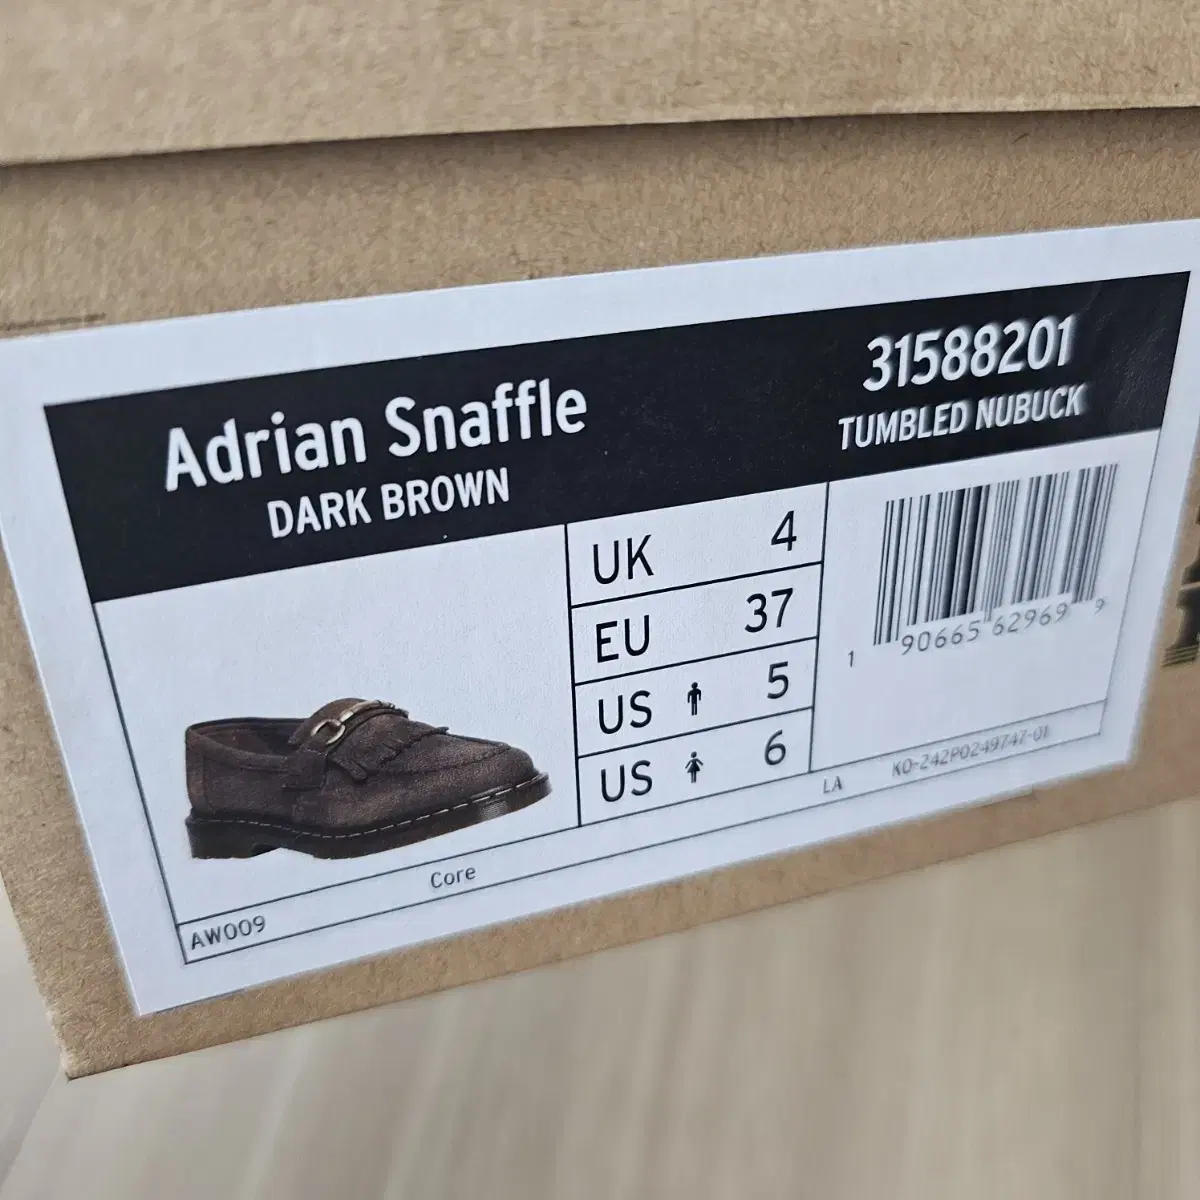 Adrian Snaffle
DARK BROWN
31588201
TUMBLED NUBUCK
UK 4
EU 37
US 5
US 6
1 90665 62969 9
LA KO-242P0249747-01
Core
AW009